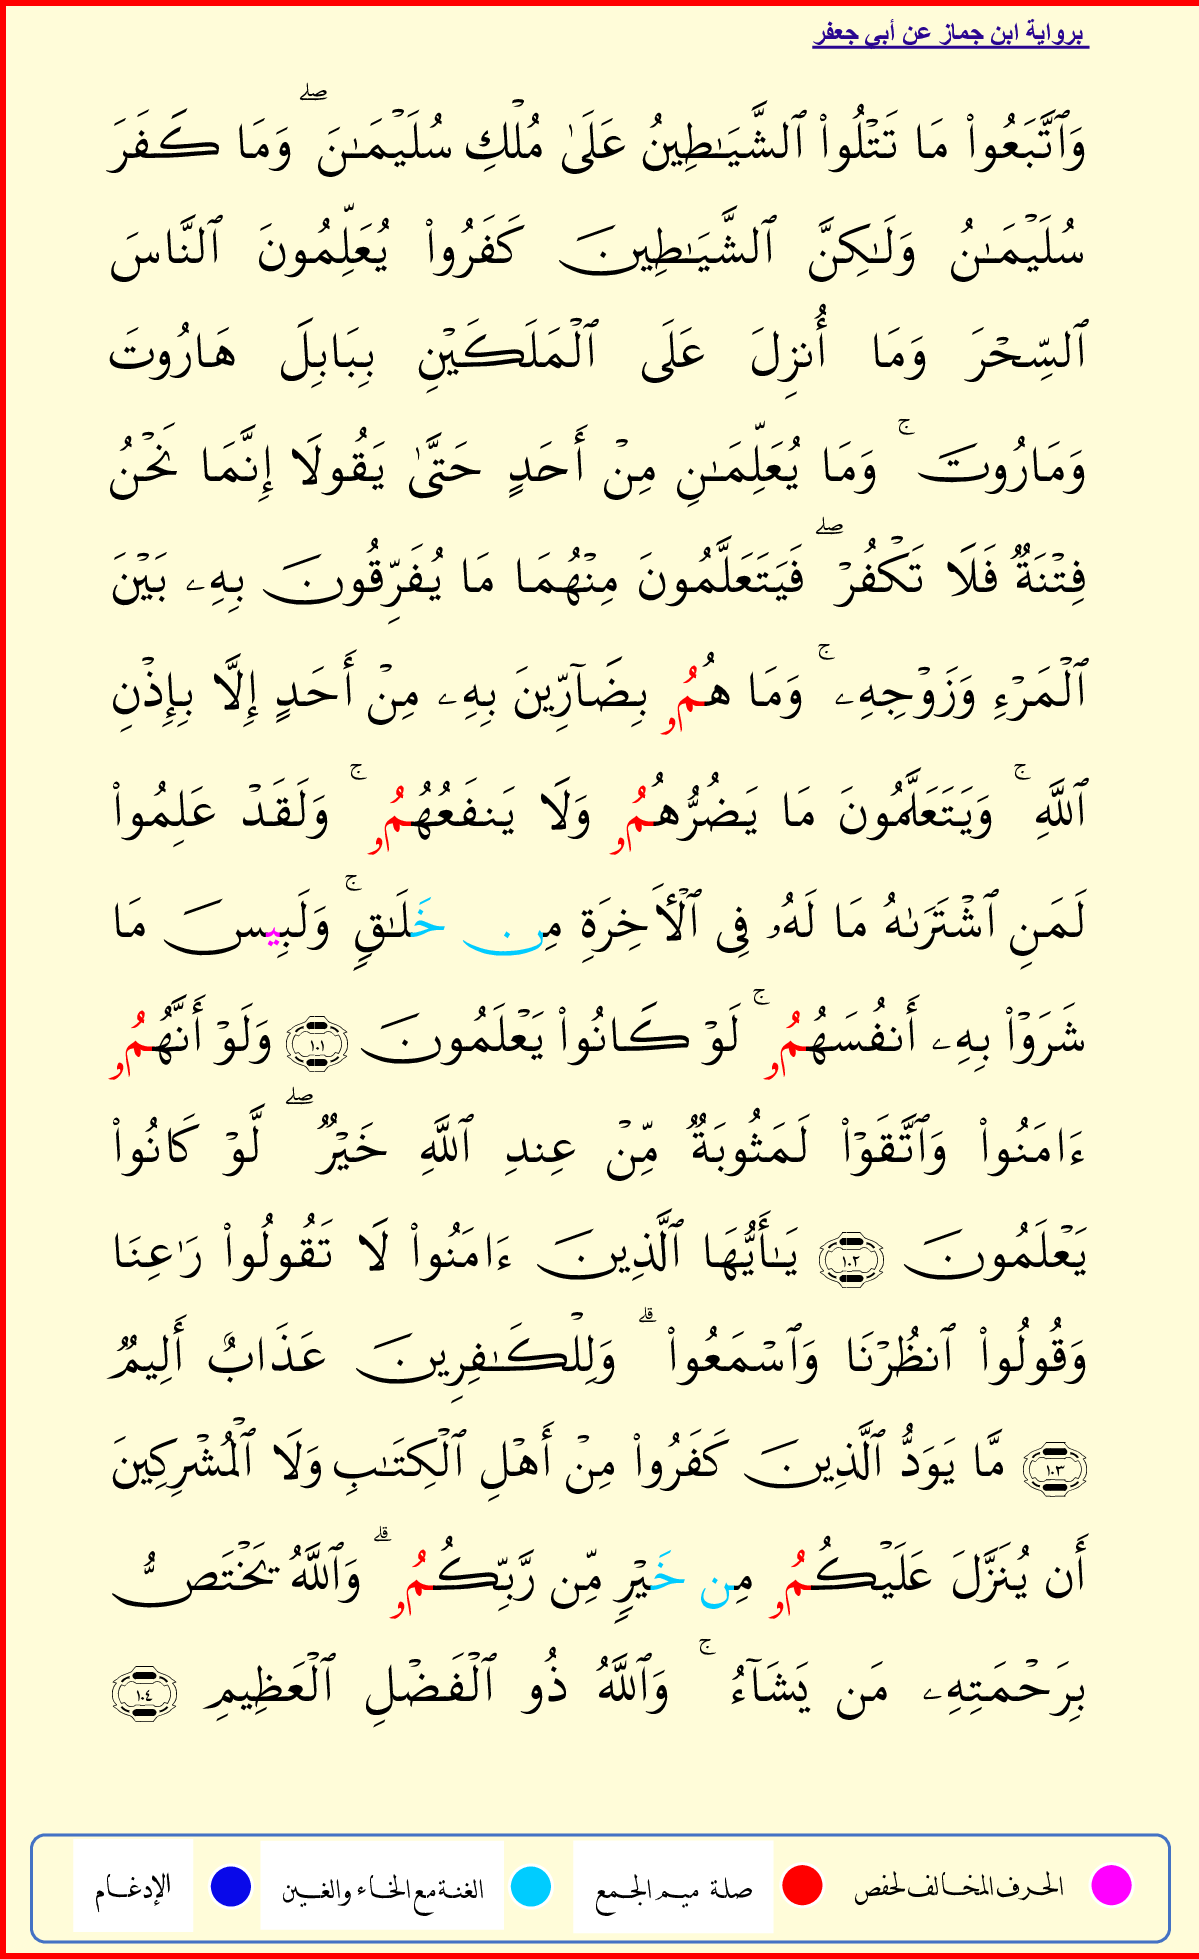 برواية ابن جماز عن أبي جعفر
وَٱتَّبَعُوا۟ مَا تَتْلُوا۟ ٱلشَّيَـٰطِينُ عَلَىٰ مُلْكِ سُلَيْمَـٰنَ ۖ وَمَا كَفَرَ
سُلَيْمَـٰنُ وَلَـٰكِنَّ ٱلشَّيَـٰطِينَ كَفَرُوا۟ يُعَلِّمُونَ ٱلنَّاسَ
ٱلسِّحْرَ وَمَا أُنزِلَ عَلَى ٱلْمَلَكَيْنِ بِبَابِلَ هَـارُوتَ
وَمَارُوتَ ۚ وَمَا يُعَلِّمَـٰنِ مِنْ أَحَدٍ حَتَّىٰ يَقُولَا إِنَّمَا نَحْنُ
فِتْنَةٌ فَلَا تَكْفُرْ ۖ فَيَتَعَلَّمُونَ مِنْهُمَا مَا يُفَرِّقُونَ بِهِۦ بَيْنَ
ٱلْمَرْءِ وَزَوْجِهِۦ ۚ وَمَا هُمُۥ بِضَآرِّينَ بِهِۦ مِنْ أَحَدٍ إِلَّا بِإِذْنِ
ٱللَّهِ ۚ وَيَتَعَلَّمُونَ مَا يَضُرُّهُمُۥ وَلَا يَنفَعُهُمُۥ ۚ وَلَقَدْ عَلِمُوا۟
لَمَنِ ٱشْتَرَىٰهُ مَا لَهُۥ فِى ٱلْأَخِرَةِ مِن خَلَـٰقٍ ۚ وَلَبِيسَ مَا
شَرَوْا۟ بِهِۦ أَنفُسَهُمُۥ ۚ لَوْ كَانُوا۟ يَعْلَمُونَ ١٠١ وَلَوْ أَنَّهُمُۥ
ءَامَنُوا۟ وَٱتَّقَوْا۟ لَمَثُوبَةٌ مِّنْ عِندِ ٱللَّهِ خَيْرٌ ۖ لَّوْ كَانُوا۟
يَعْلَمُونَ ١٠٢ يَـٰأَيُّهَا ٱلَّذِينَ ءَامَنُوا۟ لَا تَقُولُوا۟ رَٰعِنَا
وَقُولُوا۟ ٱنظُرْنَا وَٱسْمَعُوا۟ ۗ وَلِلْكَـٰفِرِينَ عَذَابٌ أَلِيمٌ
١٠٣ مَّا يَوَدُّ ٱلَّذِينَ كَفَرُوا۟ مِنْ أَهْلِ ٱلْكِتَـٰبِ وَلَا ٱلْمُشْرِكِينَ
أَن يُنَزَّلَ عَلَيْكُمُۥ مِن خَيْرٍ مِّن رَّبِّكُمُۥ ۗ وَٱللَّهُ يَخْتَصُّ
بِرَحْمَتِهِۦ مَن يَشَآءُ ۚ وَٱللَّهُ ذُو ٱلْفَضْلِ ٱلْعَظِيمِ ١٠٤
الحرف المخالف لحفص صلة ميم الجمع الغنة مع الخاء والغين الإدغام